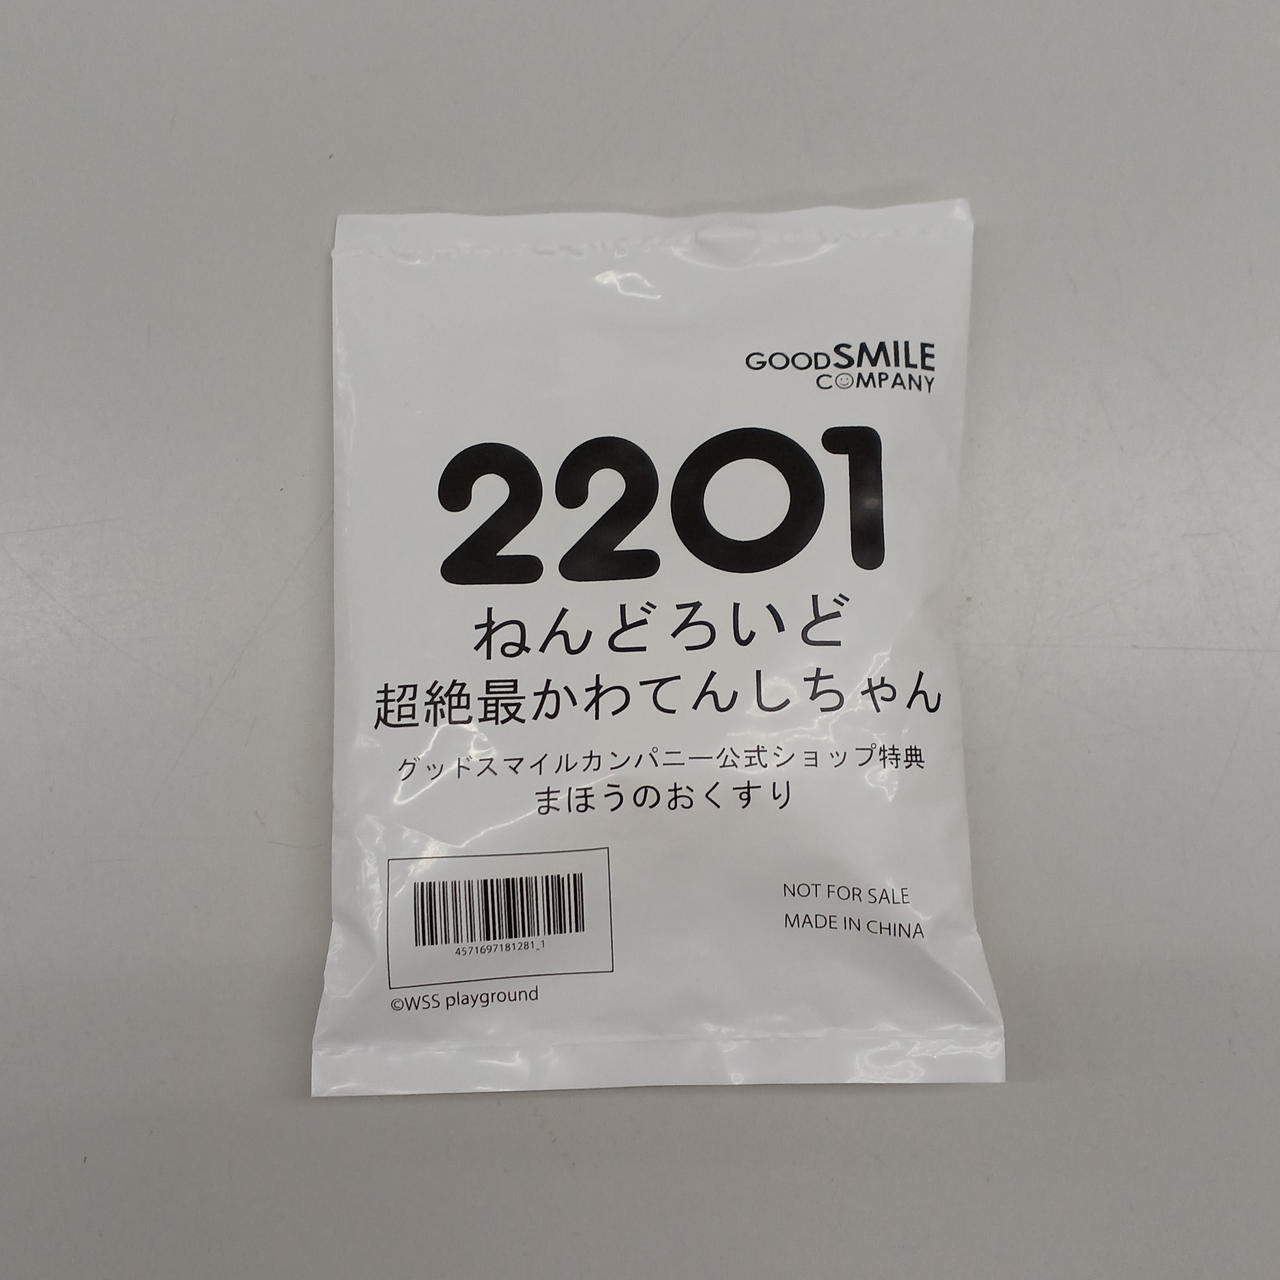 GOODSMILE
COMPANY
2201
ねんどろいど
超絶最かわてんしちゃん
グッドスマイルカンパニー公式ショップ特典
まほうのおくすり
4571697181281_1
NOT FOR SALE
MADE IN CHINA
©WSS playground